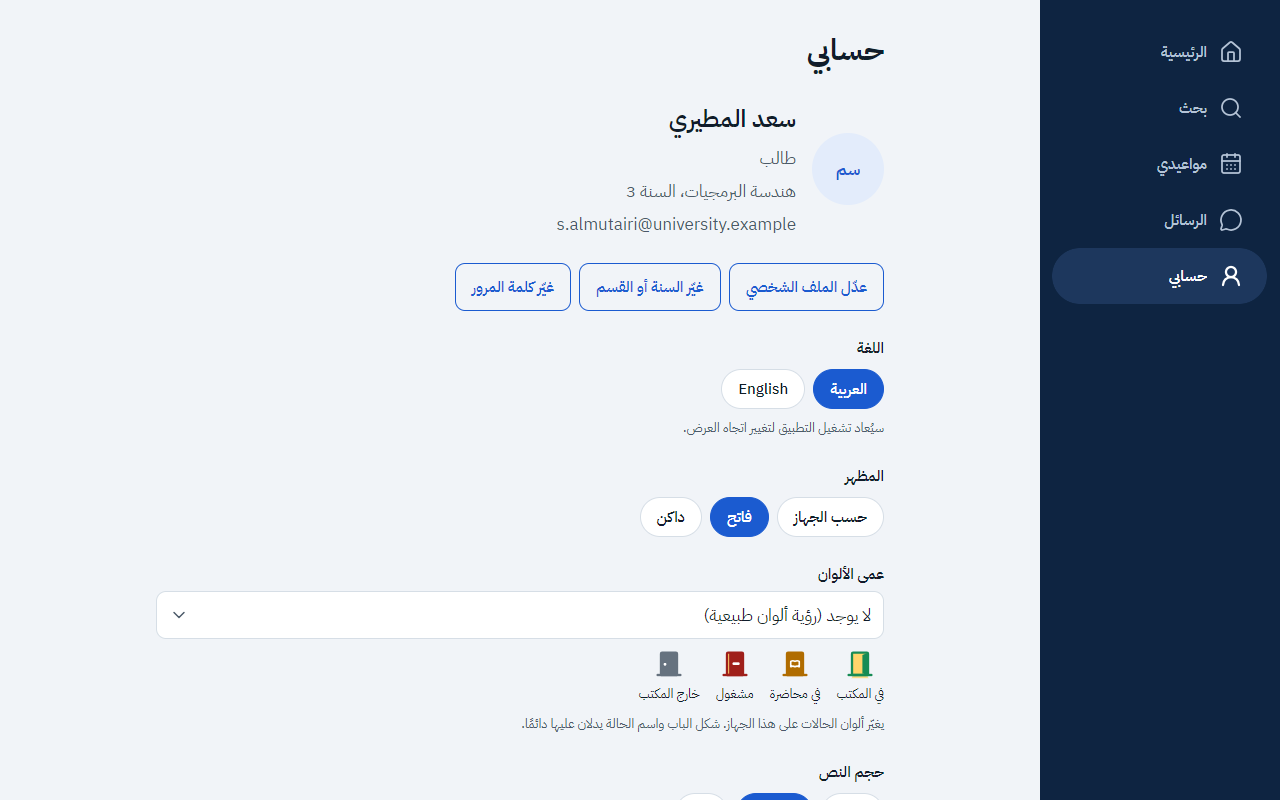 الرئيسية
بحث
مواعيدي
الرسائل
حسابي
حسابي
سم
سعد المطيري
طالب
هندسة البرمجيات، السنة 3
s.almutairi@university.example
عدّل الملف الشخصي
غيّر السنة أو القسم
غيّر كلمة المرور
اللغة
العربية
English
سيُعاد تشغيل التطبيق لتغيير اتجاه العرض.
المظهر
حسب الجهاز
فاتح
داكن
عمى الألوان
لا يوجد (رؤية ألوان طبيعية)
في المكتب
في محاضرة
مشغول
خارج المكتب
يغيّر ألوان الحالات على هذا الجهاز. شكل الباب واسم الحالة يدلان عليها دائمًا.
حجم النص